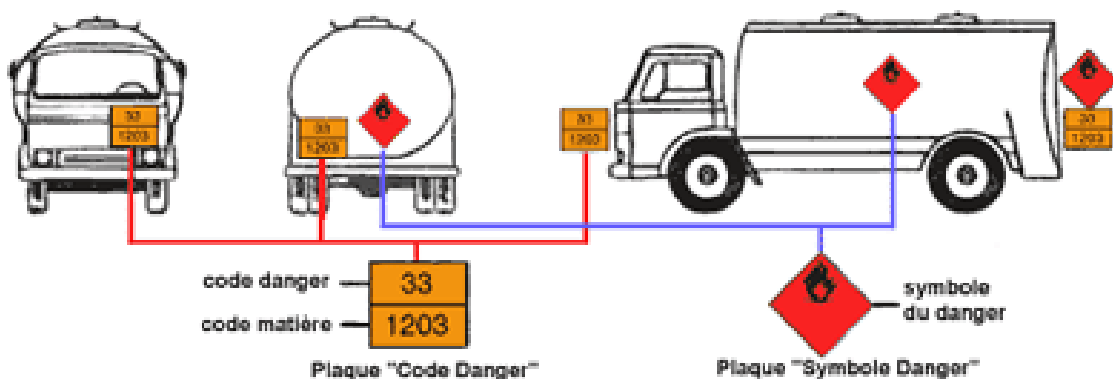 33
1203
33
1203
33
1203
33
1203
code danger
33
code matière
1203
symbole
du danger
Plaque "Code Danger"
Plaque "Symbole Danger"